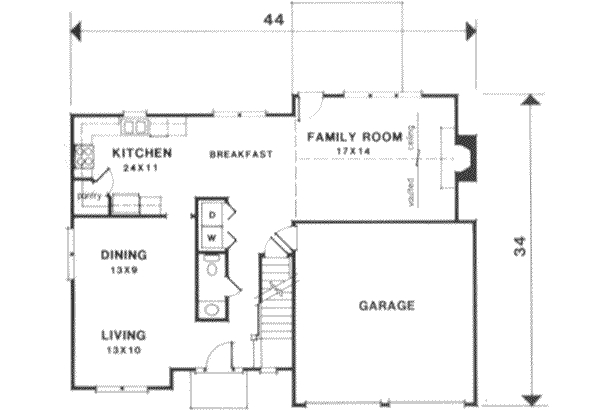 44
FAMILY ROOM
17X14
ceiling
vaulted
KITCHEN
24X11
BREAKFAST
pantry
D
W
DINING
13X9
34
GARAGE
LIVING
13X10